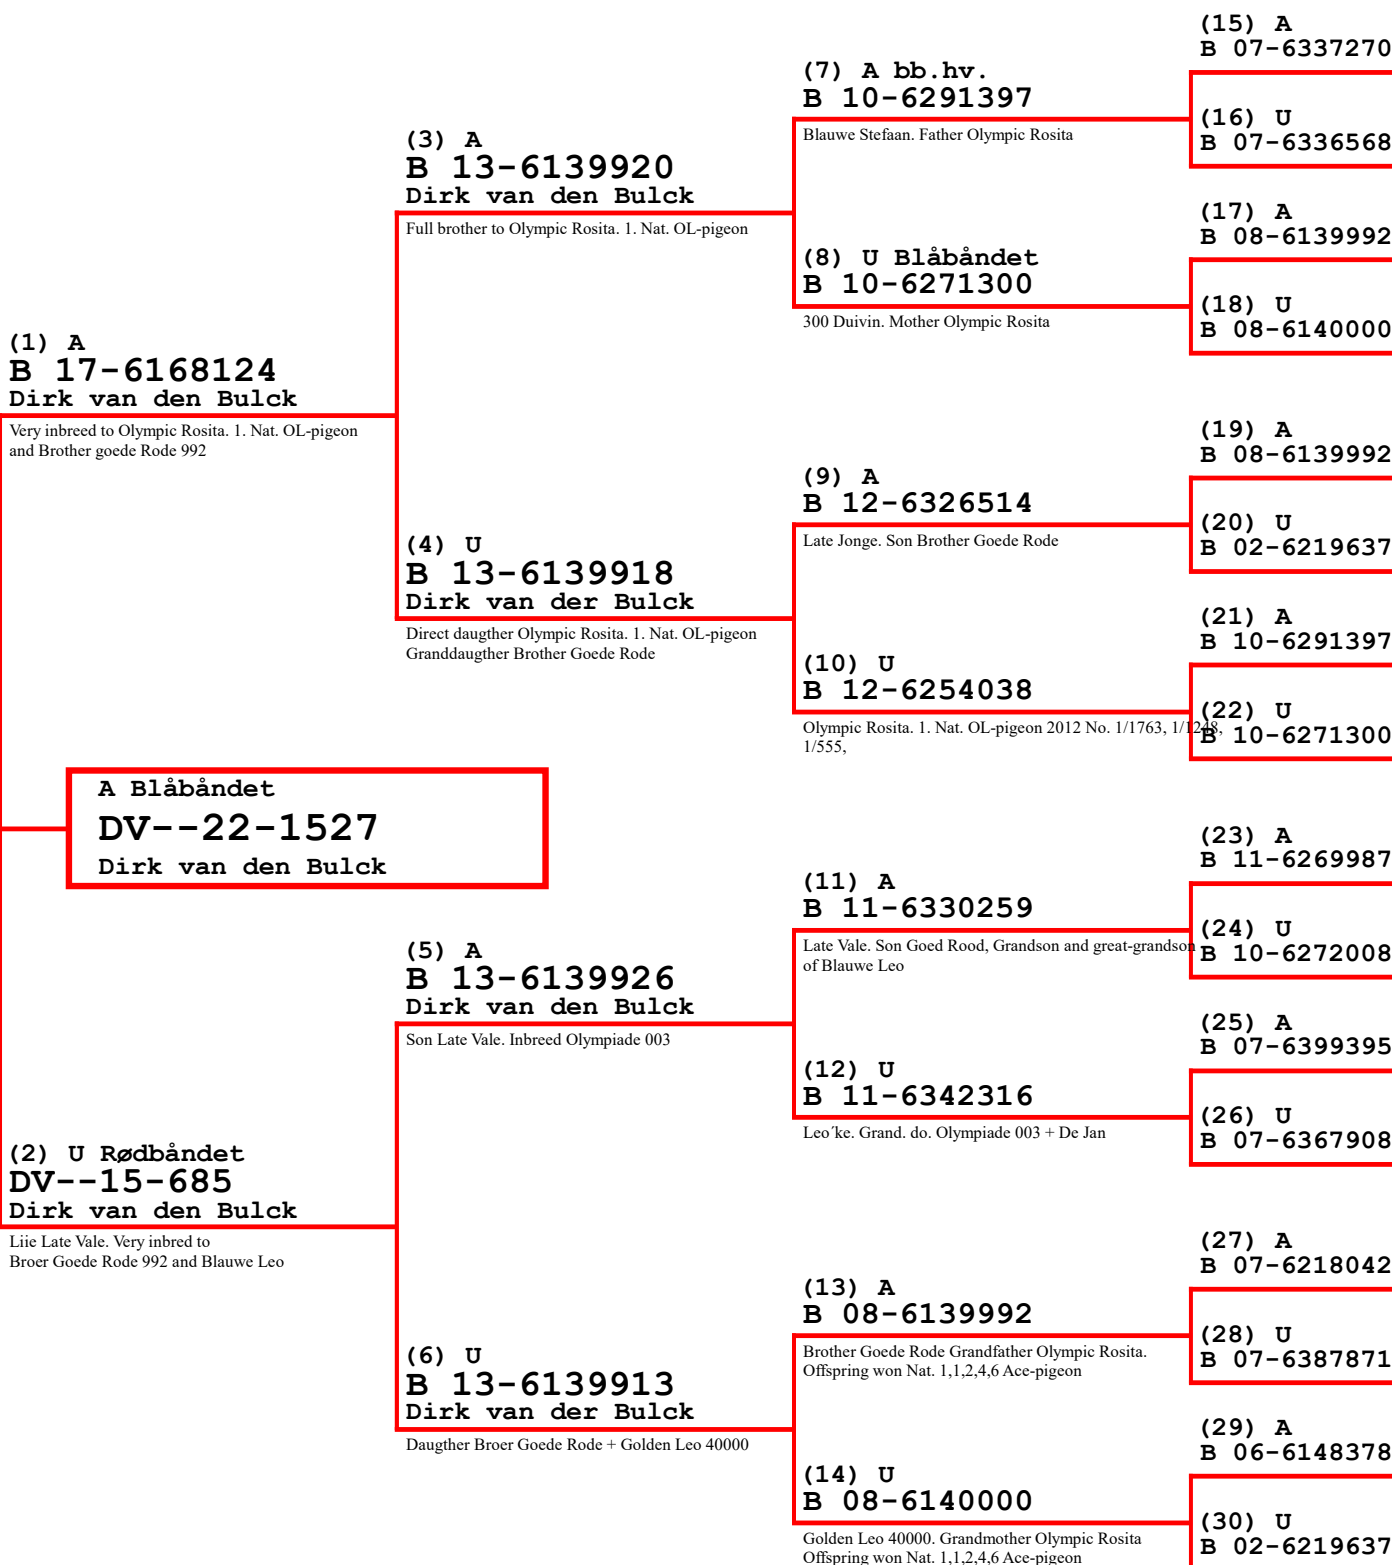 (1) A
B 17-6168124
Dirk van den Bulck
Very inbreed to Olympic Rosita. 1. Nat. OL-pigeon
and Brother goede Rode 992
A Blåbåndet
DV--22-1527
Dirk van den Bulck
(2) U Rødbåndet
DV--15-685
Dirk van den Bulck
Liie Late Vale. Very inbred to
Broer Goede Rode 992 and Blauwe Leo
(3) A
B 13-6139920
Dirk van den Bulck
Full brother to Olympic Rosita. 1. Nat. OL-pigeon
(4) U
B 13-6139918
Dirk van der Bulck
Direct daugther Olympic Rosita. 1. Nat. OL-pigeon
Granddaugther Brother Goede Rode
(5) A
B 13-6139926
Dirk van den Bulck
Son Late Vale. Inbreed Olympiade 003
(6) U
B 13-6139913
Dirk van der Bulck
Daugther Broer Goede Rode + Golden Leo 40000
(7) A bb.hv.
B 10-6291397
Blauwe Stefaan. Father Olympic Rosita
(8) U Blåbåndet
B 10-6271300
300 Duivin. Mother Olympic Rosita
(9) A
B 12-6326514
Late Jonge. Son Brother Goede Rode
(10) U
B 12-6254038
Olympic Rosita. 1. Nat. OL-pigeon 2012 No. 1/1763, 1/1248,
1/555,
(11) A
B 11-6330259
Late Vale. Son Goed Rood, Grandson and great-grandson
of Blauwe Leo
(12) U
B 11-6342316
Leo´ke. Grand. do. Olympiade 003 + De Jan
(13) A
B 08-6139992
Brother Goede Rode Grandfather Olympic Rosita.
Offspring won Nat. 1,1,2,4,6 Ace-pigeon
(14) U
B 08-6140000
Golden Leo 40000. Grandmother Olympic Rosita
Offspring won Nat. 1,1,2,4,6 Ace-pigeon
(15) A
B 07-6337270
(16) U
B 07-6336568
(17) A
B 08-6139992
(18) U
B 08-6140000
(19) A
B 08-6139992
(20) U
B 02-6219637
(21) A
B 10-6291397
(22) U
B 10-6271300
(23) A
B 11-6269987
(24) U
B 10-6272008
(25) A
B 07-6399395
(26) U
B 07-6367908
(27) A
B 07-6218042
(28) U
B 07-6387871
(29) A
B 06-6148378
(30) U
B 02-6219637